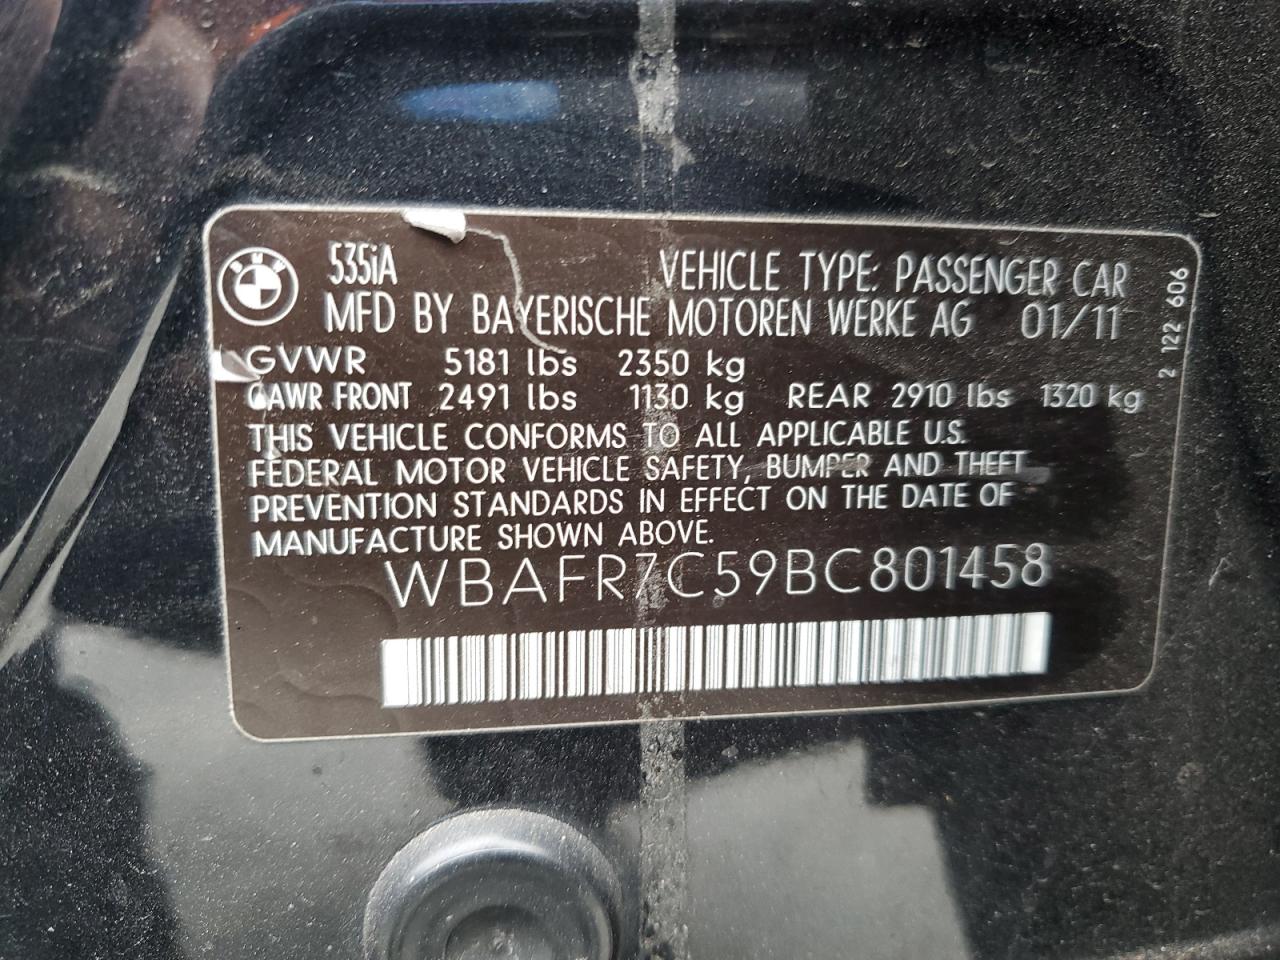 535iA VEHICLE TYPE: PASSENGER CAR
MFD BY BAYERISCHE MOTOREN WERKE AG 01/11
GVWR 5181 lbs 2350 kg
GAWR FRONT 2491 lbs 1130 kg REAR 2910 lbs 1320 kg
THIS VEHICLE CONFORMS TO ALL APPLICABLE U.S.
FEDERAL MOTOR VEHICLE SAFETY, BUMPER AND THEFT
PREVENTION STANDARDS IN EFFECT ON THE DATE OF
MANUFACTURE SHOWN ABOVE.
WBAFR7C59BC801458
2 122 606